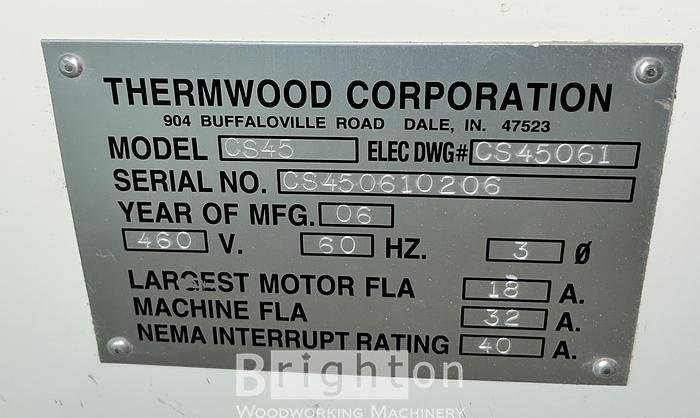 THERMWOOD CORPORATION
904 BUFFALOVILLE ROAD DALE, IN. 47523
MODEL CS45 ELEC DWG# CS45061
SERIAL NO. CS450610206
YEAR OF MFG. 06
460 V. 60 HZ. 3 Ø
LARGEST MOTOR FLA 18 A.
MACHINE FLA 32 A.
NEMA INTERRUPT RATING 40 A.
Brighton
WOODWORKING MACHINERY